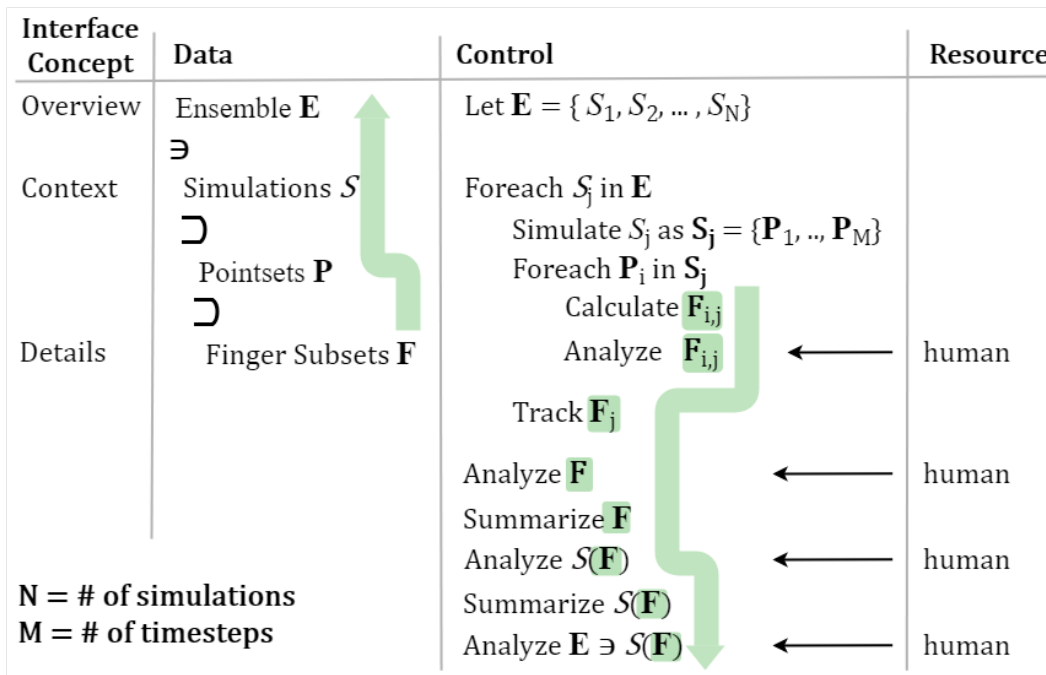 Interface Concept Data Control Resource
Overview Ensemble E Let E = { S1, S2, ... , SN}
∋
Context Simulations S Foreach Sj in E
⊃ Simulate Sj as Sj = {P1, .., PM}
Pointsets P Foreach Pi in Sj
⊃ Calculate Fi,j
Details Finger Subsets F Analyze Fi,j human
Track Fj
Analyze F human
Summarize F
Analyze S(F) human
N = # of simulations
Summarize S(F)
M = # of timesteps
Analyze E ∋ S(F) human